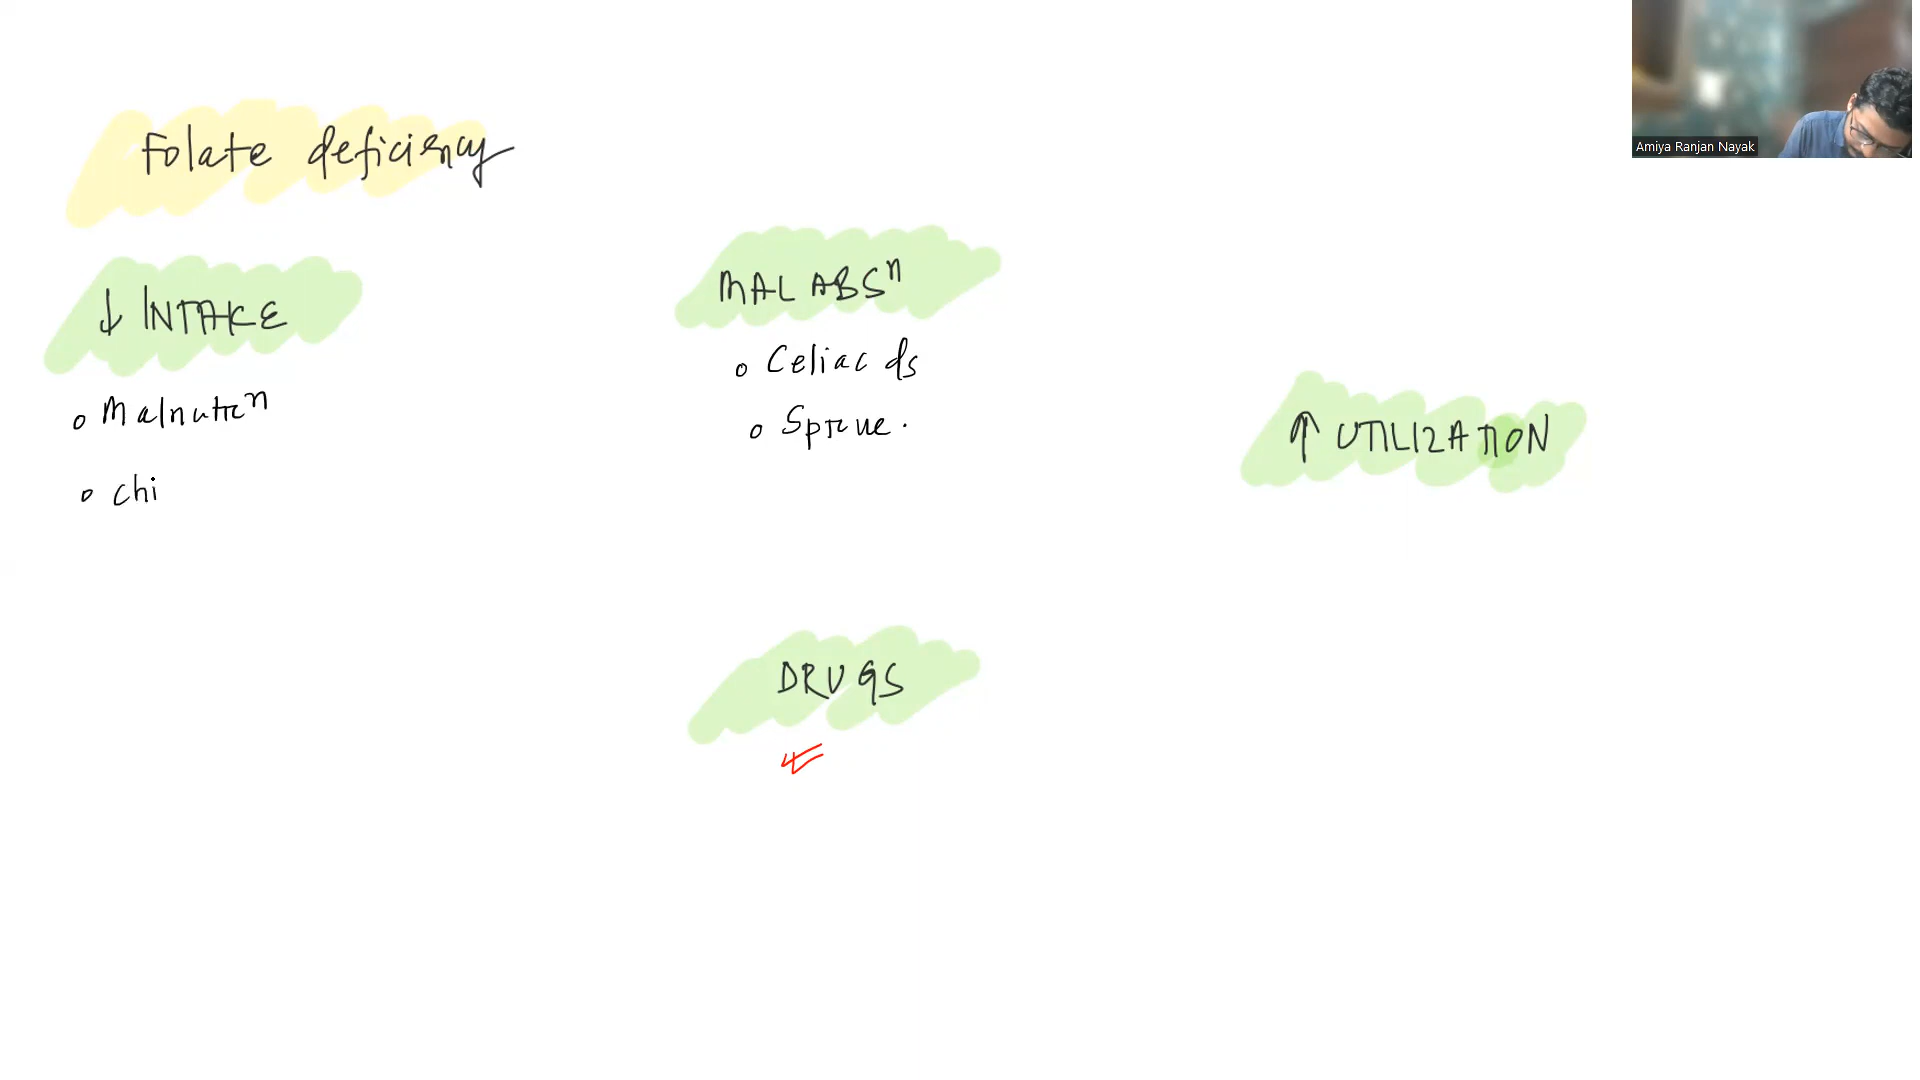 Amiya Ranjan Nayak
Folate deficiency
↓ INTAKE
o Malnutrⁿ
o chi
MALABSⁿ
o Celiac ds
o Sprue.
↑ UTILIZATION
DRUGS